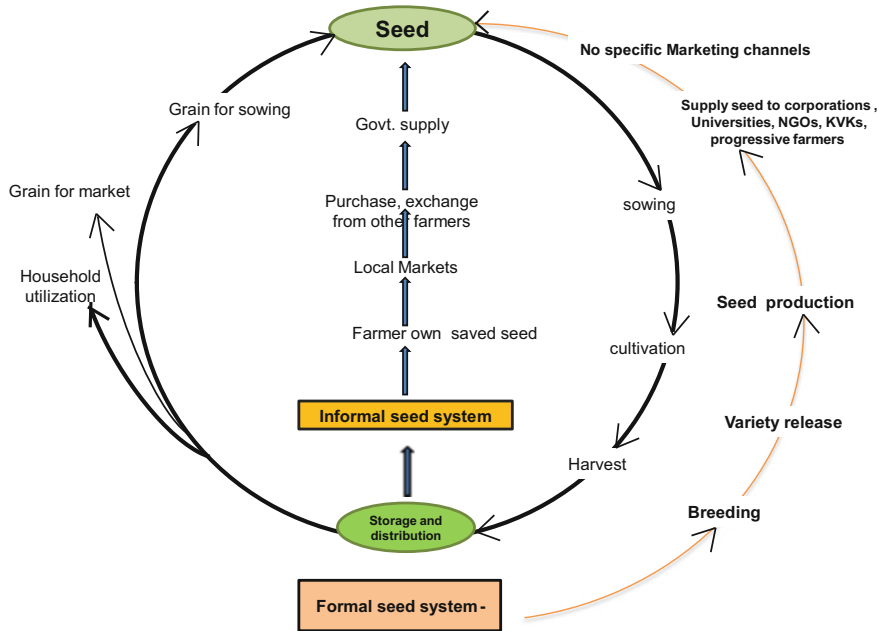 Seed
No specific Marketing channels
Supply seed to corporations ,
Universities, NGOs, KVKs,
progressive farmers
Grain for sowing
Govt. supply
Grain for market
Purchase, exchange
from other farmers
sowing
Household
utilization
Local Markets
Seed production
Farmer own saved seed
cultivation
Informal seed system
Variety release
Harvest
Breeding
Storage and
distribution
Formal seed system -